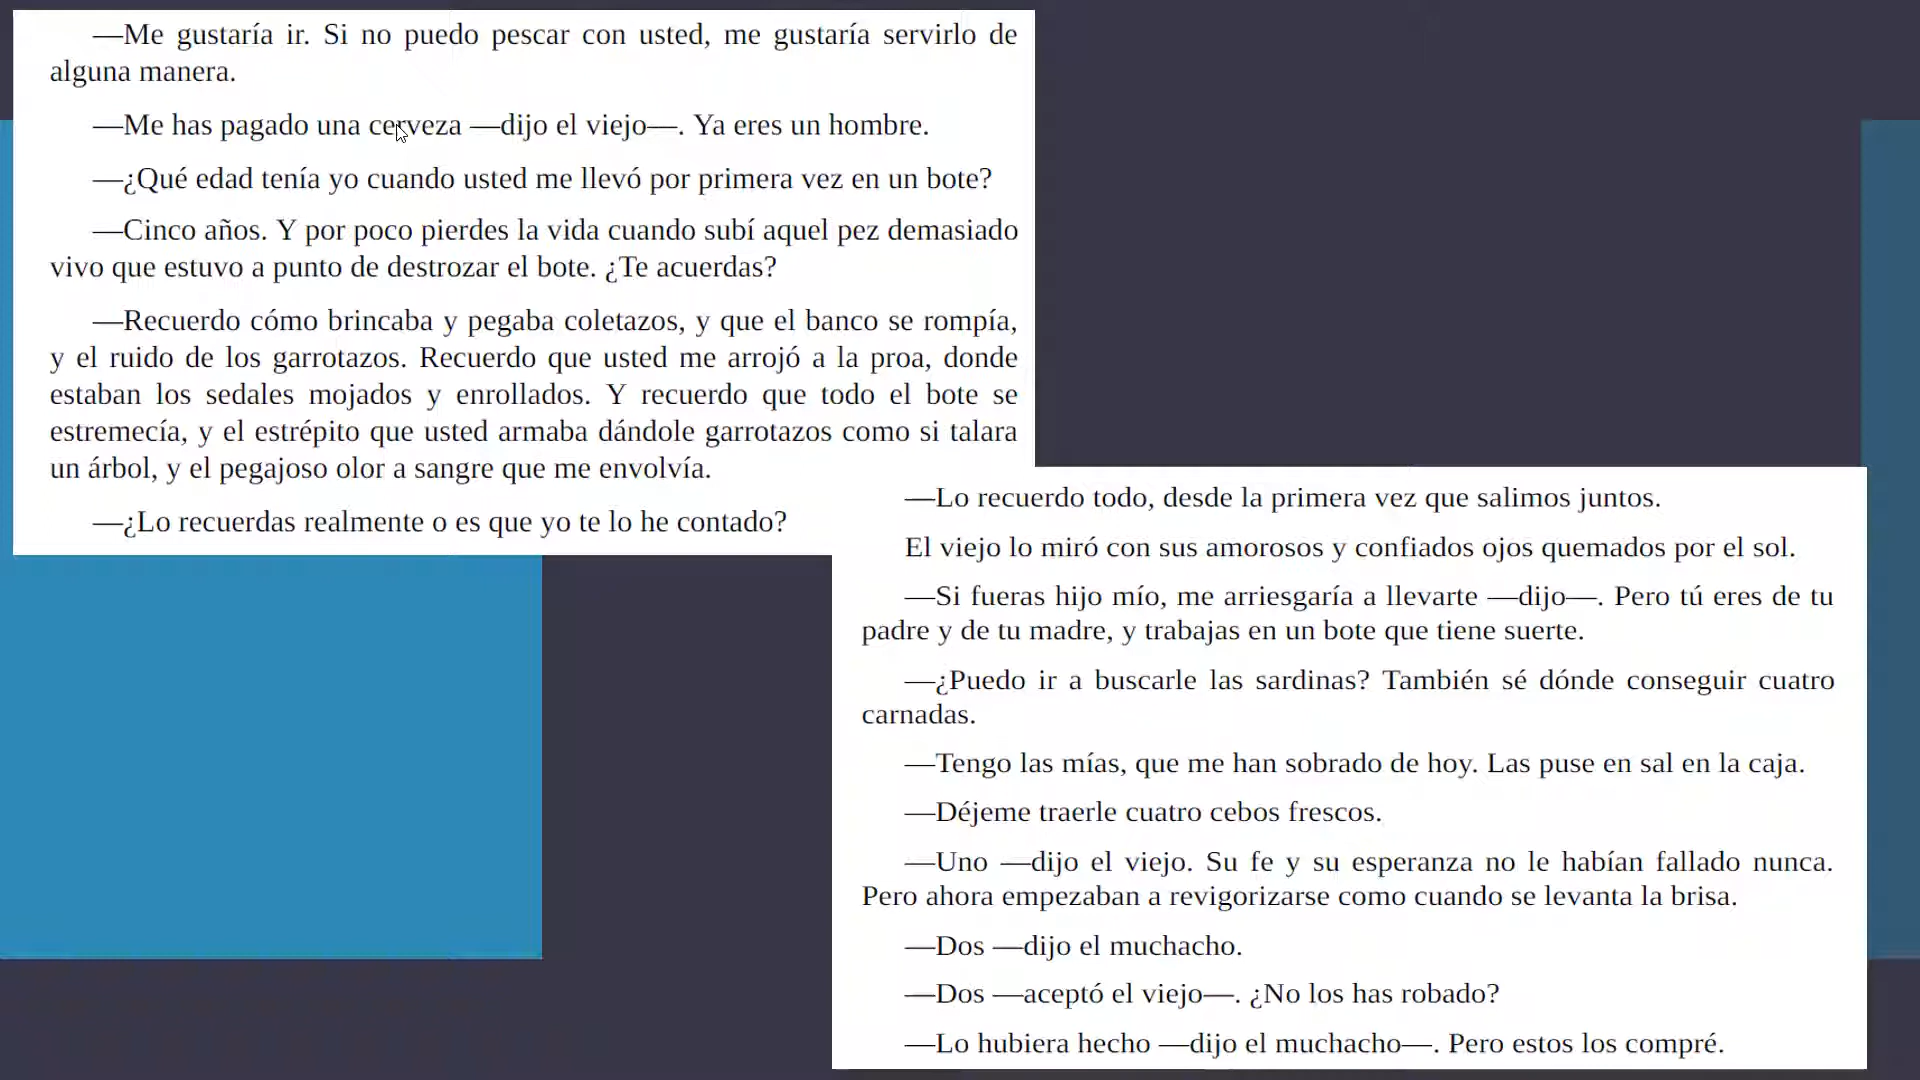 —Me gustaría ir. Si no puedo pescar con usted, me gustaría servirlo de
alguna manera.
—Me has pagado una cerveza —dijo el viejo—. Ya eres un hombre.
—¿Qué edad tenía yo cuando usted me llevó por primera vez en un bote?
—Cinco años. Y por poco pierdes la vida cuando subí aquel pez demasiado
vivo que estuvo a punto de destrozar el bote. ¿Te acuerdas?
—Recuerdo cómo brincaba y pegaba coletazos, y que el banco se rompía,
y el ruido de los garrotazos. Recuerdo que usted me arrojó a la proa, donde
estaban los sedales mojados y enrollados. Y recuerdo que todo el bote se
estremecía, y el estrépito que usted armaba dándole garrotazos como si talara
un árbol, y el pegajoso olor a sangre que me envolvía.
—¿Lo recuerdas realmente o es que yo te lo he contado?
—Lo recuerdo todo, desde la primera vez que salimos juntos.
El viejo lo miró con sus amorosos y confiados ojos quemados por el sol.
—Si fueras hijo mío, me arriesgaría a llevarte —dijo—. Pero tú eres de tu
padre y de tu madre, y trabajas en un bote que tiene suerte.
—¿Puedo ir a buscarle las sardinas? También sé dónde conseguir cuatro
carnadas.
—Tengo las mías, que me han sobrado de hoy. Las puse en sal en la caja.
—Déjeme traerle cuatro cebos frescos.
—Uno —dijo el viejo. Su fe y su esperanza no le habían fallado nunca.
Pero ahora empezaban a revigorizarse como cuando se levanta la brisa.
—Dos —dijo el muchacho.
—Dos —aceptó el viejo—. ¿No los has robado?
—Lo hubiera hecho —dijo el muchacho—. Pero estos los compré.